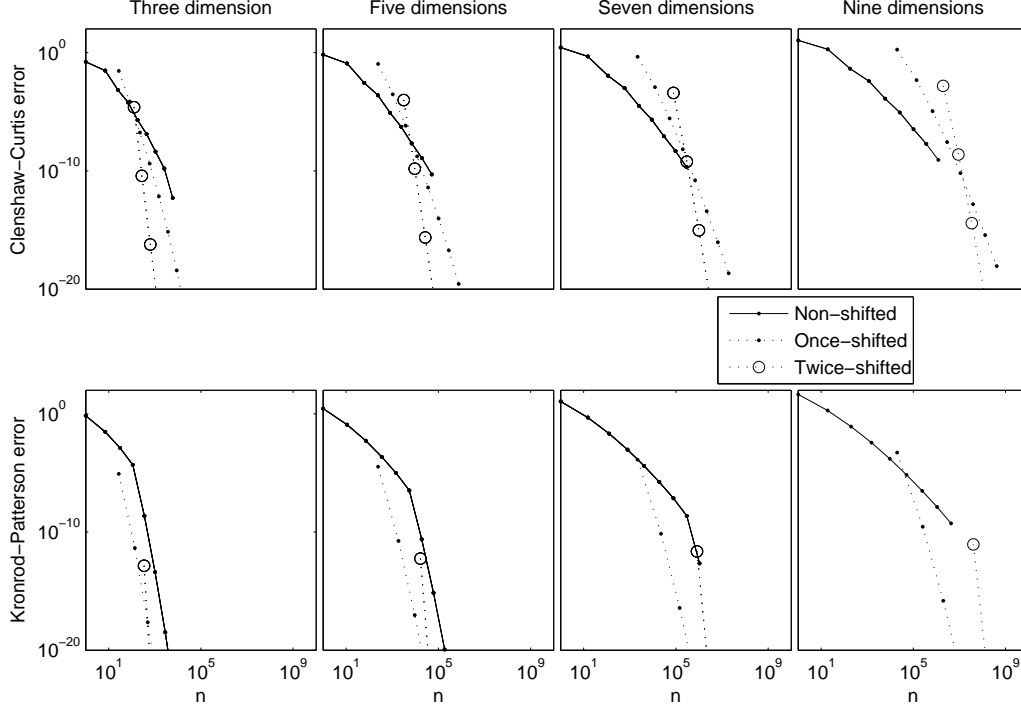 Three dimension
Five dimensions
Seven dimensions
Nine dimensions
Clenshaw−Curtis error
10^0
10^−10
10^−20
Non−shifted
Once−shifted
Twice−shifted
Kronrod−Patterson error
10^0
10^−10
10^−20
10^1 10^5 10^9
10^1 10^5 10^9
10^1 10^5 10^9
10^1 10^5 10^9
n
n
n
n